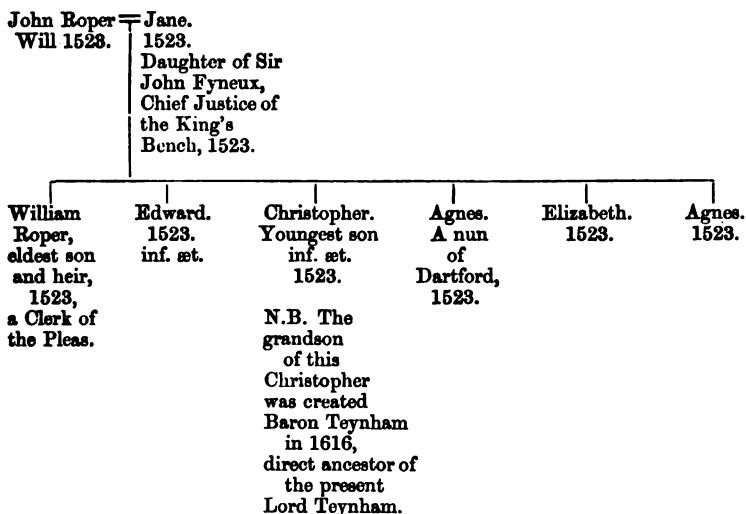 John Roper
Will 1523.
Jane.
1523.
Daughter of Sir
John Fyneux,
Chief Justice of
the King's
Bench, 1523.
William
Roper,
eldest son
and heir,
1523,
a Clerk of
the Pleas.
Edward.
1523.
inf. æt.
Christopher.
Youngest son
inf. æt.
1523.
N.B. The
grandson
of this
Christopher
was created
Baron Teynham
in 1616,
direct ancestor of
the present
Lord Teynham.
Agnes.
A nun
of
Dartford,
1523.
Elizabeth.
1523.
Agnes.
1523.